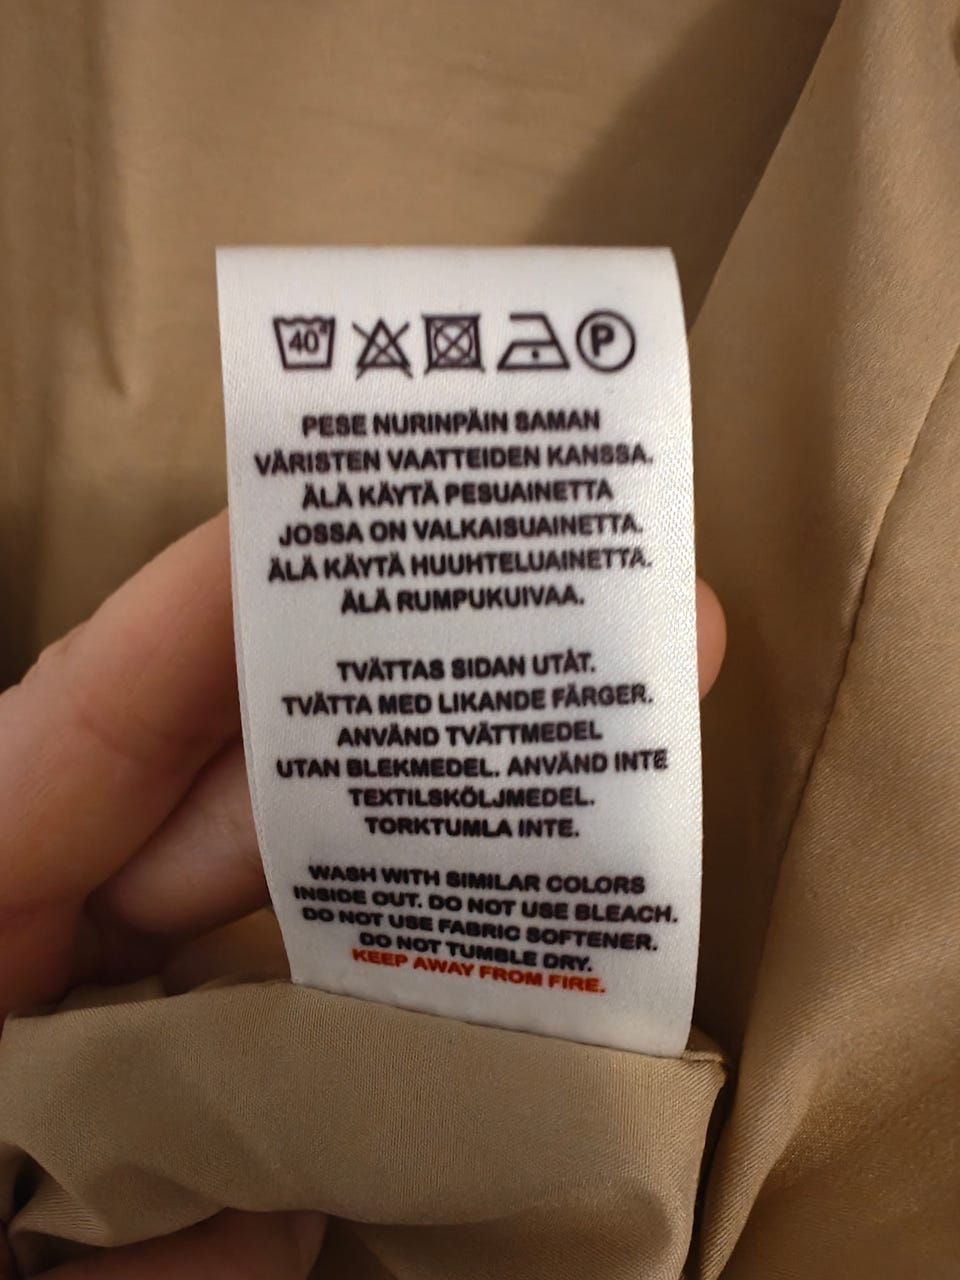 40°
P
PESE NURINPÄIN SAMAN
VÄRISTEN VAATTEIDEN KANSSA.
ÄLÄ KÄYTÄ PESUAINETTA
JOSSA ON VALKAISUAINETTA.
ÄLÄ KÄYTÄ HUUHTELUAINETTA.
ÄLÄ RUMPUKUIVAA.
TVÄTTAS SIDAN UTÅT.
TVÄTTA MED LIKANDE FÄRGER.
ANVÄND TVÄTTMEDEL
UTAN BLEKMEDEL. ANVÄND INTE
TEXTILSKÖLJMEDEL.
TORKTUMLA INTE.
WASH WITH SIMILAR COLORS
INSIDE OUT. DO NOT USE BLEACH.
DO NOT USE FABRIC SOFTENER.
DO NOT TUMBLE DRY.
KEEP AWAY FROM FIRE.